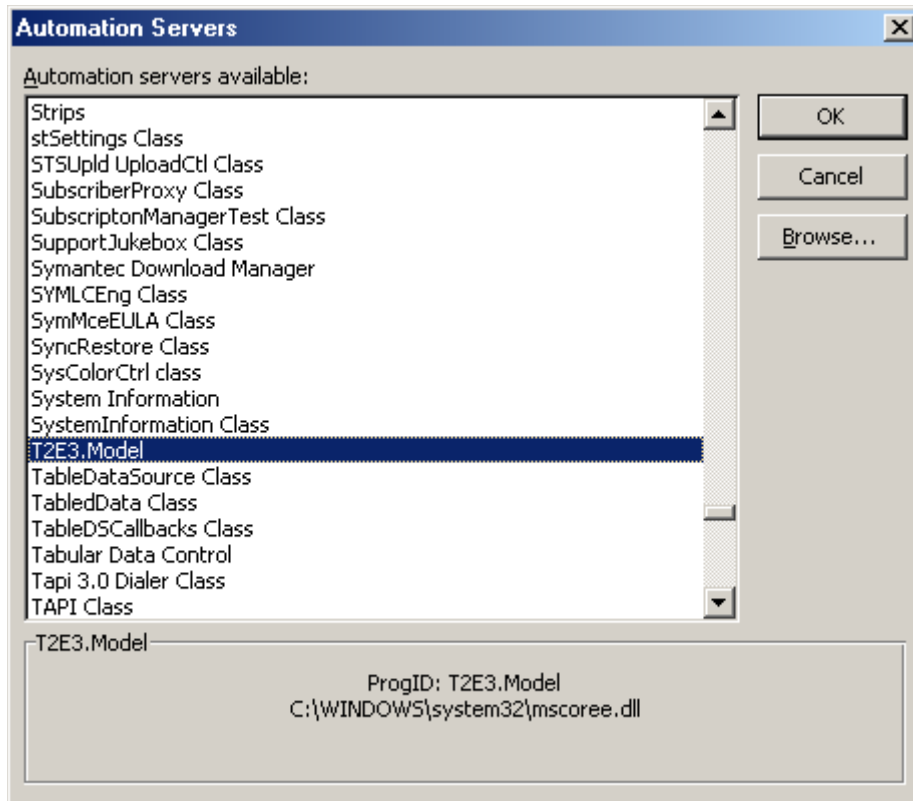 Automation Servers
Automation servers available:
Strips
stSettings Class
STSUpld UploadCtl Class
SubscriberProxy Class
SubscriptonManagerTest Class
SupportJukebox Class
Symantec Download Manager
SYMLCEng Class
SymMceEULA Class
SyncRestore Class
SysColorCtrl class
System Information
SystemInformation Class
T2E3.Model
TableDataSource Class
TabledData Class
TableDSCallbacks Class
Tabular Data Control
Tapi 3.0 Dialer Class
TAPI Class
OK
Cancel
Browse...
T2E3.Model
ProgID: T2E3.Model
C:\WINDOWS\system32\mscoree.dll